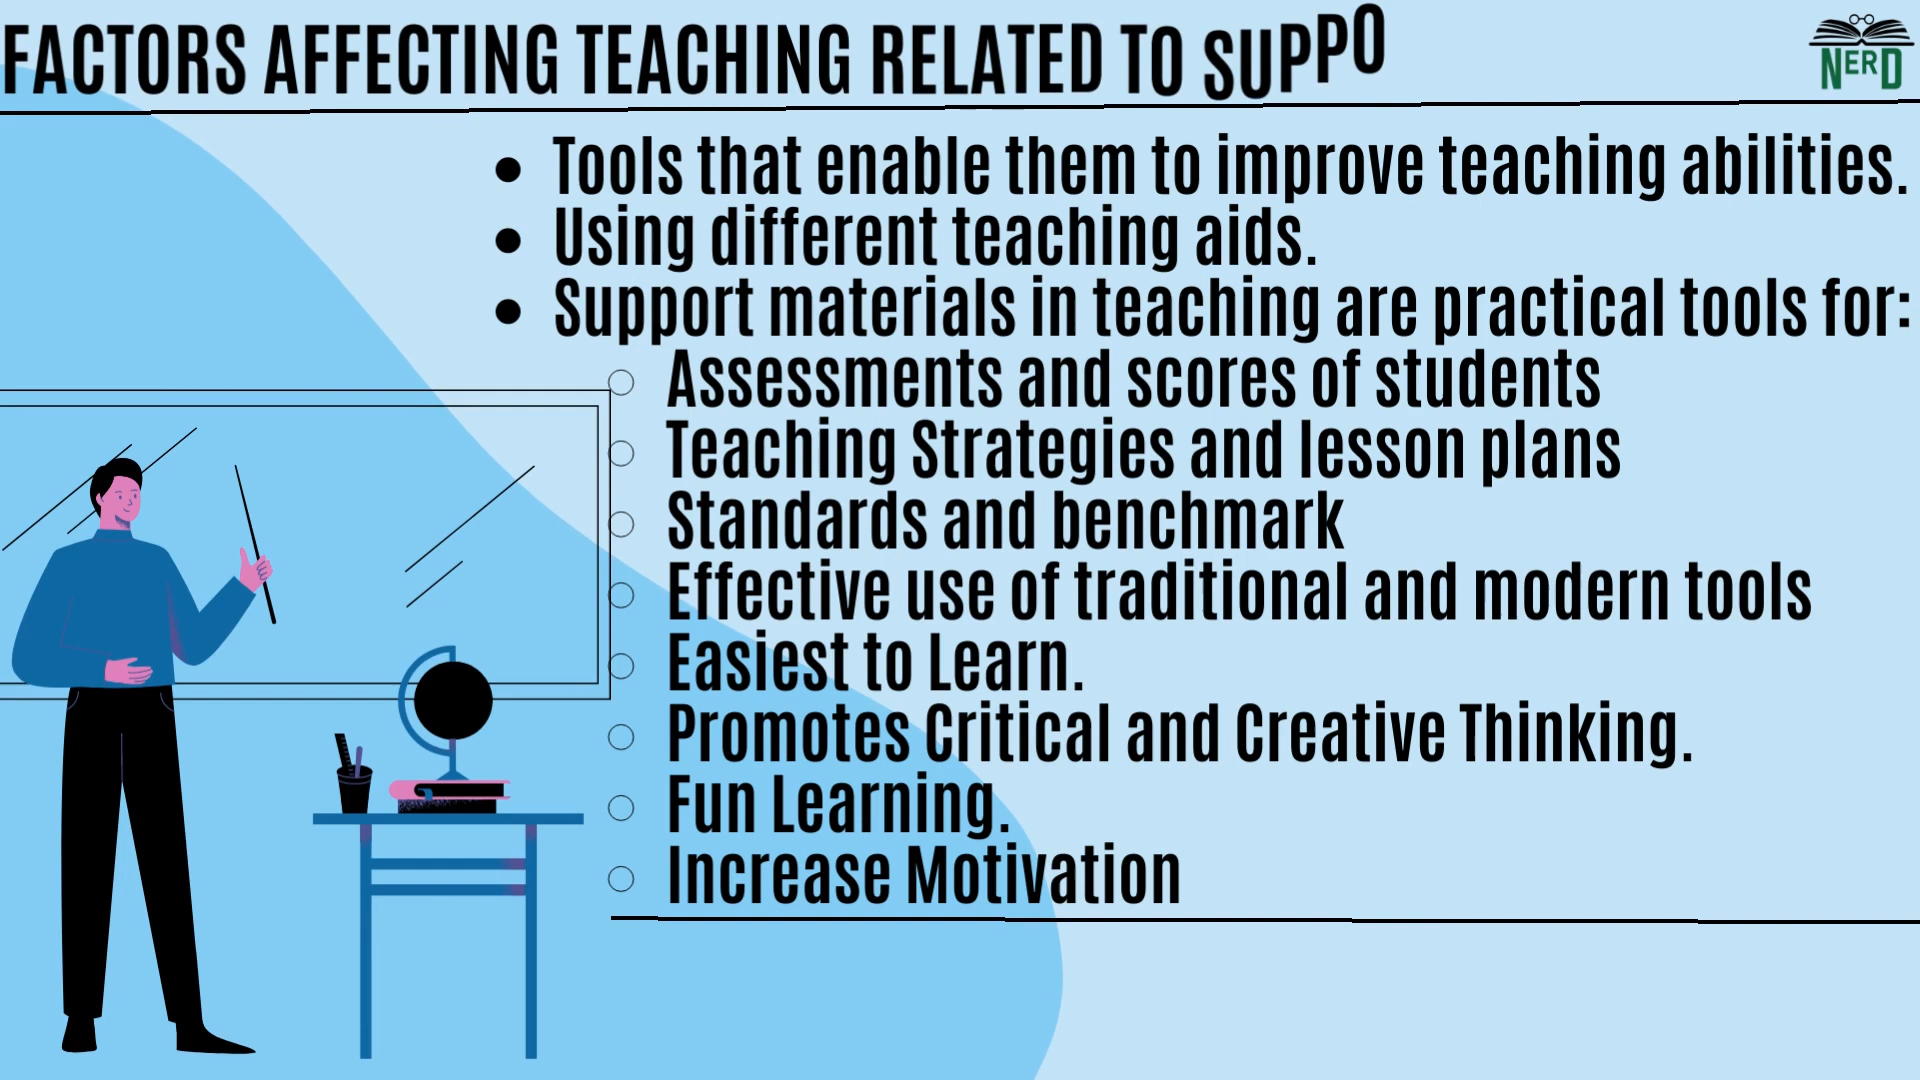 FACTORS AFFECTING TEACHING RELATED TO SUPPO
NERD
• Tools that enable them to improve teaching abilities.
• Using different teaching aids.
• Support materials in teaching are practical tools for:
○ Assessments and scores of students
○ Teaching Strategies and lesson plans
○ Standards and benchmark
○ Effective use of traditional and modern tools
○ Easiest to Learn.
○ Promotes Critical and Creative Thinking.
○ Fun Learning.
○ Increase Motivation